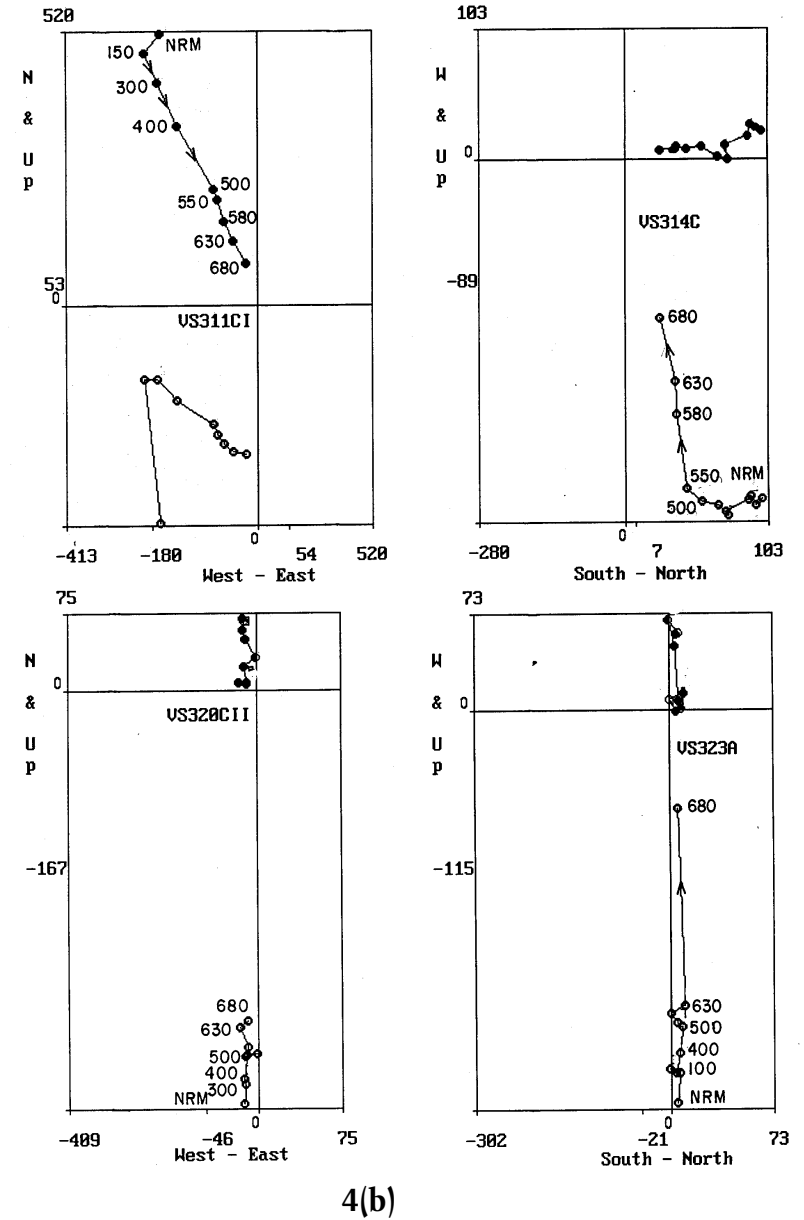 520
N & Up
NRM
150
300
400
500
550
580
630
680
53
0
VS311CI
-413 -180 0 54 520
West - East
103
W & Up
0
VS314C
-89
680
630
580
550 NRM
500
0
-280 7 103
South - North
75
N & Up
0
VS320CII
-167
680
630
500
400
300
NRM
0
-409 -46 75
West - East
73
W & Up
0
VS323A
680
-115
630
500
400
100
NRM
0
-302 -21 73
South - North
4(b)